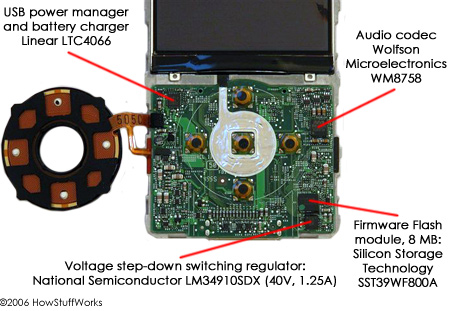 USB power manager
and battery charger
Linear LTC4066
Audio codec
Wolfson
Microelectronics
WM8758
5050
Firmware Flash
module, 8 MB:
Silicon Storage
Technology
SST39WF800A
Voltage step-down switching regulator:
National Semiconductor LM34910SDX (40V, 1.25A)
©2006 HowStuffWorks